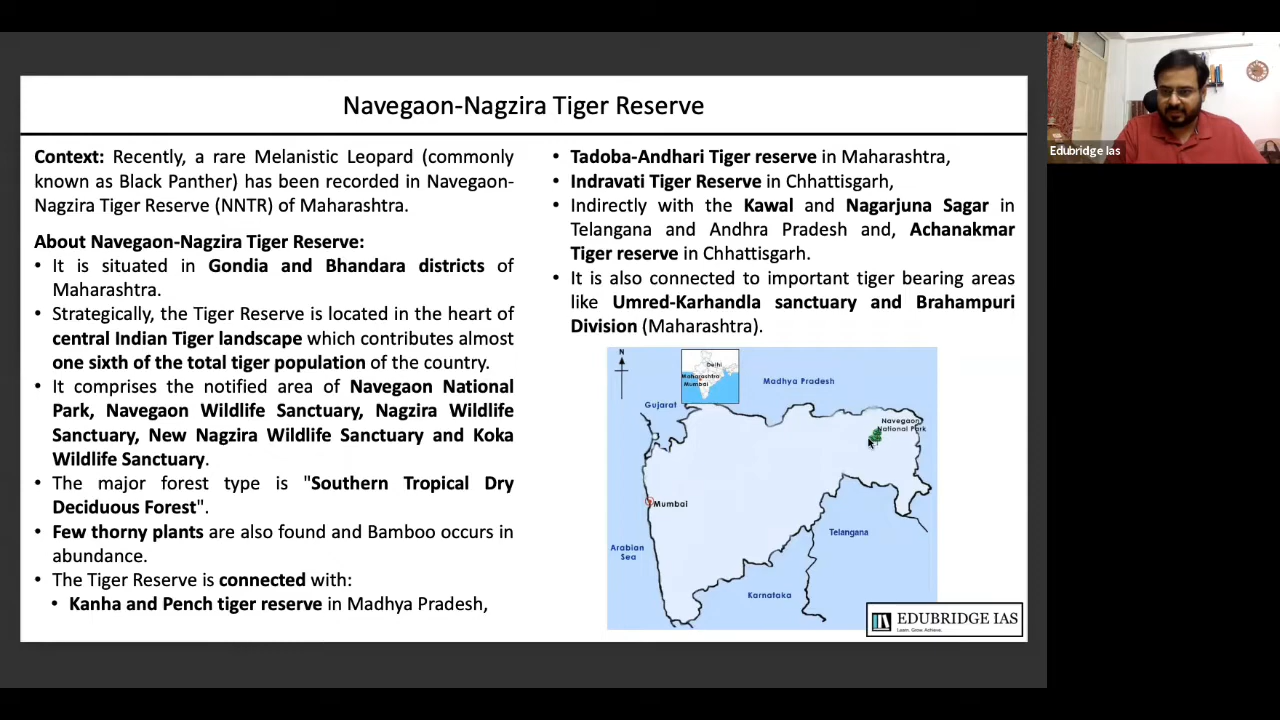 Navegaon-Nagzira Tiger Reserve
Context: Recently, a rare Melanistic Leopard (commonly
known as Black Panther) has been recorded in Navegaon-
Nagzira Tiger Reserve (NNTR) of Maharashtra.
About Navegaon-Nagzira Tiger Reserve:
• It is situated in Gondia and Bhandara districts of
Maharashtra.
• Strategically, the Tiger Reserve is located in the heart of
central Indian Tiger landscape which contributes almost
one sixth of the total tiger population of the country.
• It comprises the notified area of Navegaon National
Park, Navegaon Wildlife Sanctuary, Nagzira Wildlife
Sanctuary, New Nagzira Wildlife Sanctuary and Koka
Wildlife Sanctuary.
• The major forest type is "Southern Tropical Dry
Deciduous Forest".
• Few thorny plants are also found and Bamboo occurs in
abundance.
• The Tiger Reserve is connected with:
• Kanha and Pench tiger reserve in Madhya Pradesh,
• Tadoba-Andhari Tiger reserve in Maharashtra,
• Indravati Tiger Reserve in Chhattisgarh,
• Indirectly with the Kawal and Nagarjuna Sagar in
Telangana and Andhra Pradesh and, Achanakmar
Tiger reserve in Chhattisgarh.
• It is also connected to important tiger bearing areas
like Umred-Karhandla sanctuary and Brahampuri
Division (Maharashtra).
N
Delhi
Maharashtra
Mumbai
Madhya Pradesh
Gujarat
Navegaon
National Park
Mumbai
Telangana
Arabian
Sea
Karnataka
EDUBRIDGE IAS
Learn. Grow. Achieve.
Edubridge Ias